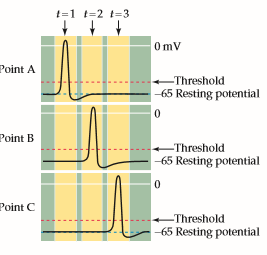 t=1 t=2 t=3
0 mV
Point A
Threshold
–65 Resting potential
0
Point B
Threshold
–65 Resting potential
0
Point C
Threshold
–65 Resting potential